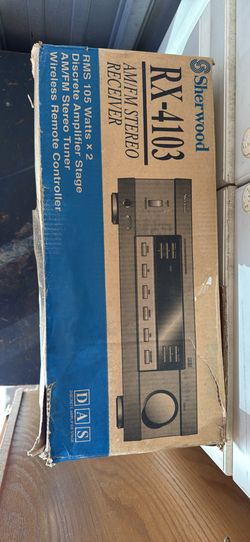 Sherwood
RX-4103
AM/FM STEREO
RECEIVER
RMS 105 Watts x 2
Discrete Amplifier Stage
AM/FM Stereo Tuner
Wireless Remote Controller
DAS